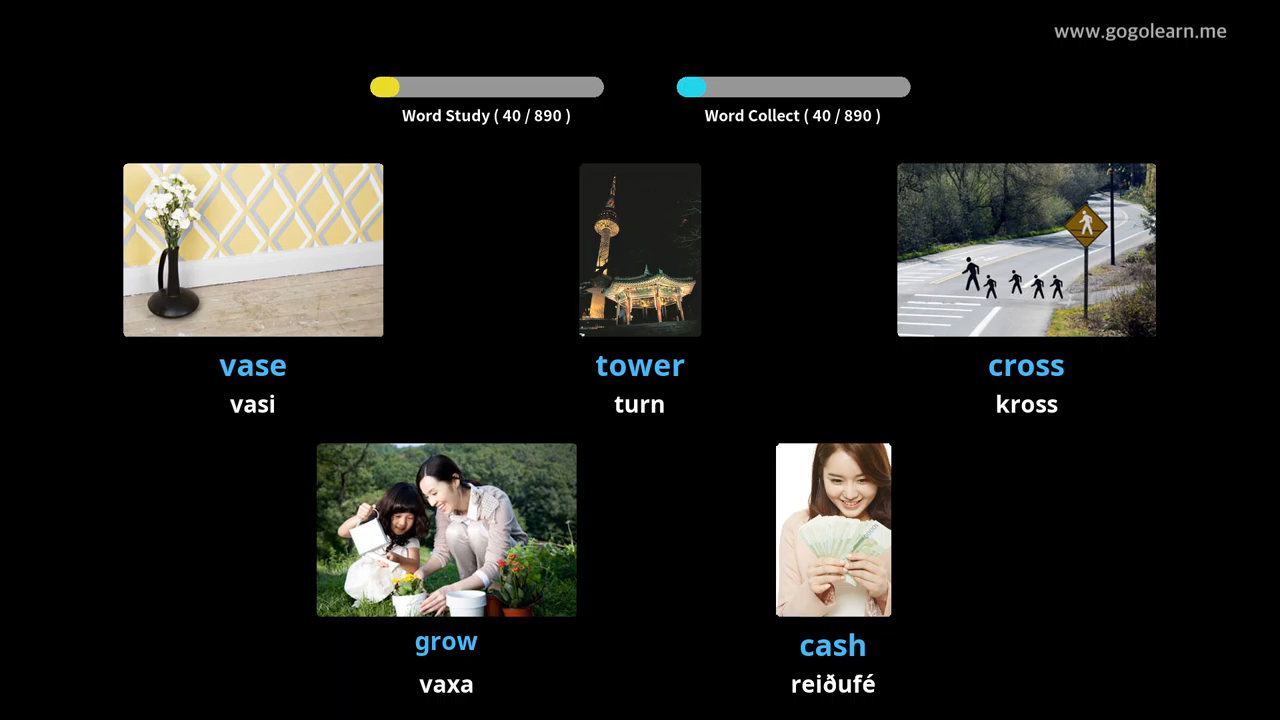 www.gogolearn.me
Word Study ( 40 / 890 )
Word Collect ( 40 / 890 )
vase
vasi
tower
turn
cross
kross
grow
vaxa
cash
reiðufé